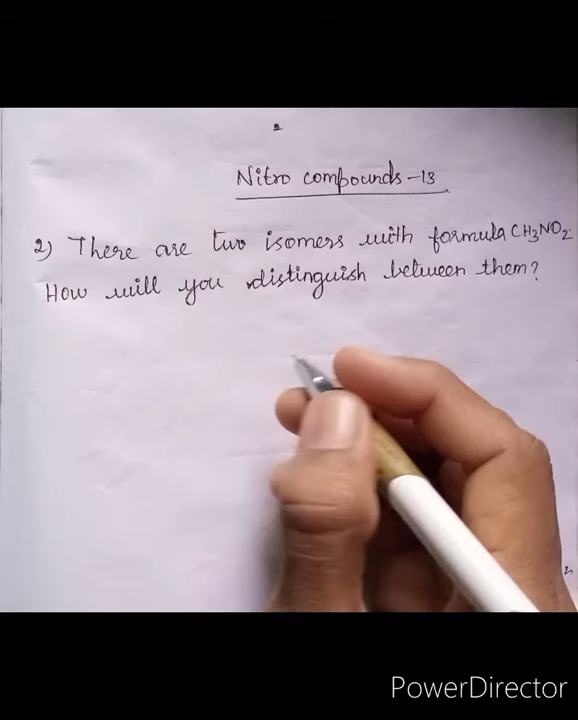 Nitro compounds-13
2) There are two isomers with formula CH3NO2.
How will you distinguish between them?
PowerDirector